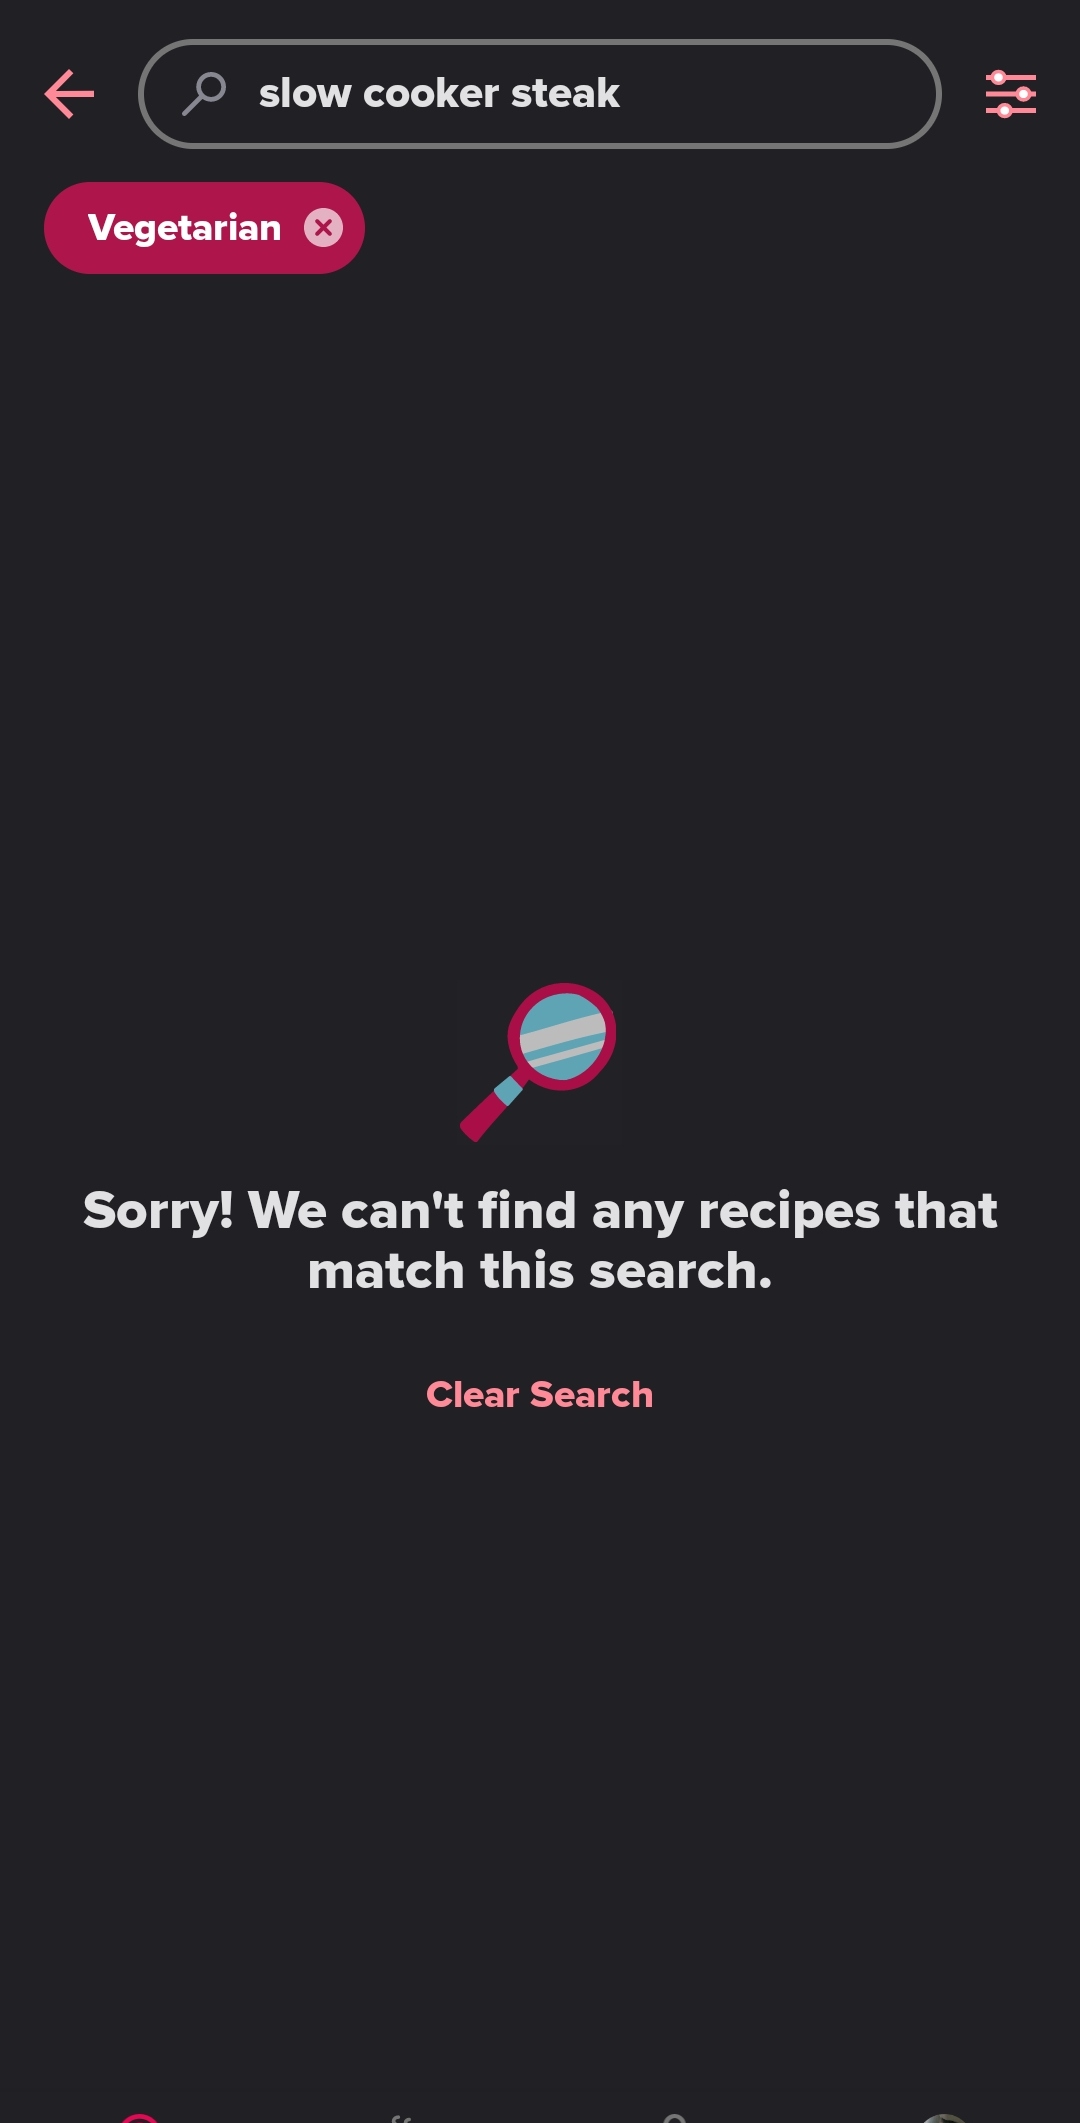 slow cooker steak
Vegetarian
Sorry! We can't find any recipes that
match this search.
Clear Search